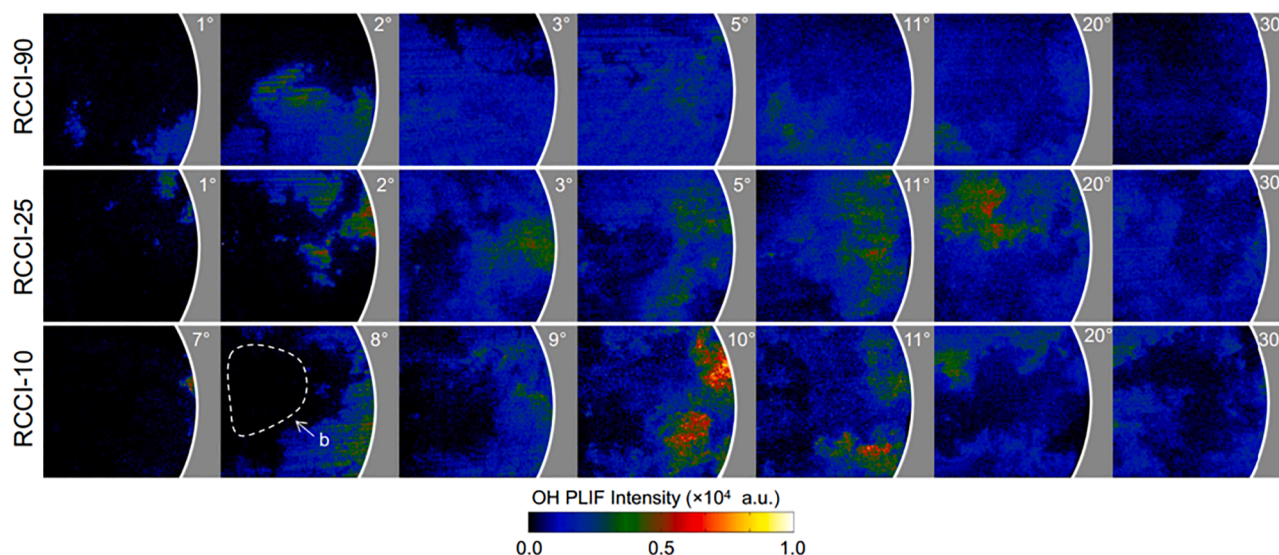 RCCI-90
1° 2° 3° 5° 11° 20° 30
RCCI-25
1° 2° 3° 5° 11° 20° 30
RCCI-10
7° 8° 9° 10° 11° 20° 30
b
OH PLIF Intensity (×10⁴ a.u.)
0.0 0.5 1.0